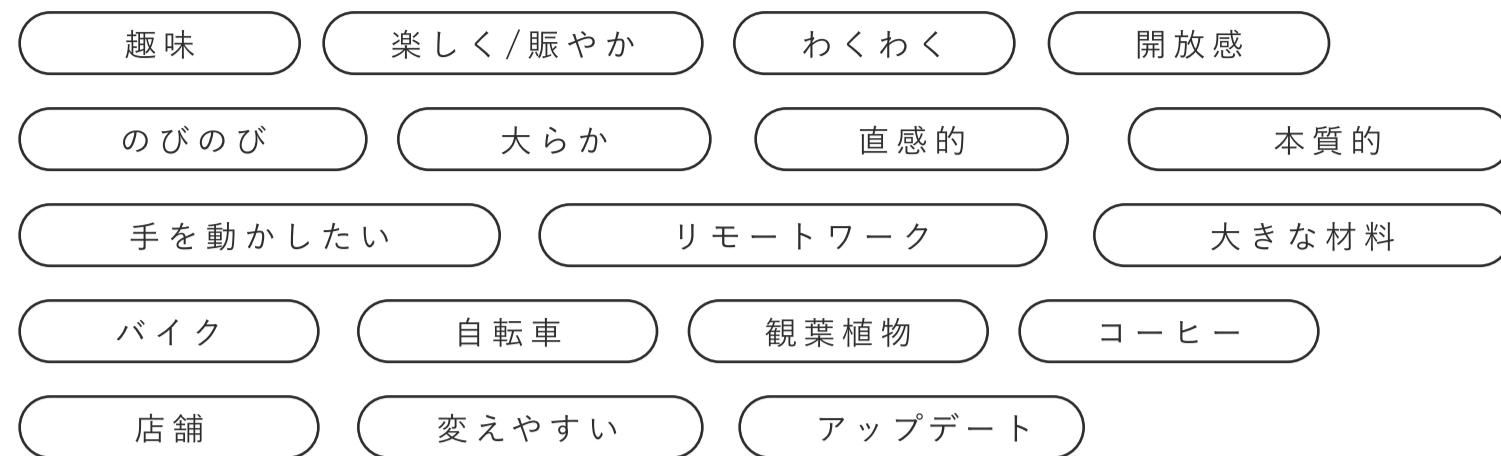 趣味 楽しく/賑やか わくわく 開放感
のびのび 大らか 直感的 本質的
手を動かしたい リモートワーク 大きな材料
バイク 自転車 観葉植物 コーヒー
店舗 変えやすい アップデート